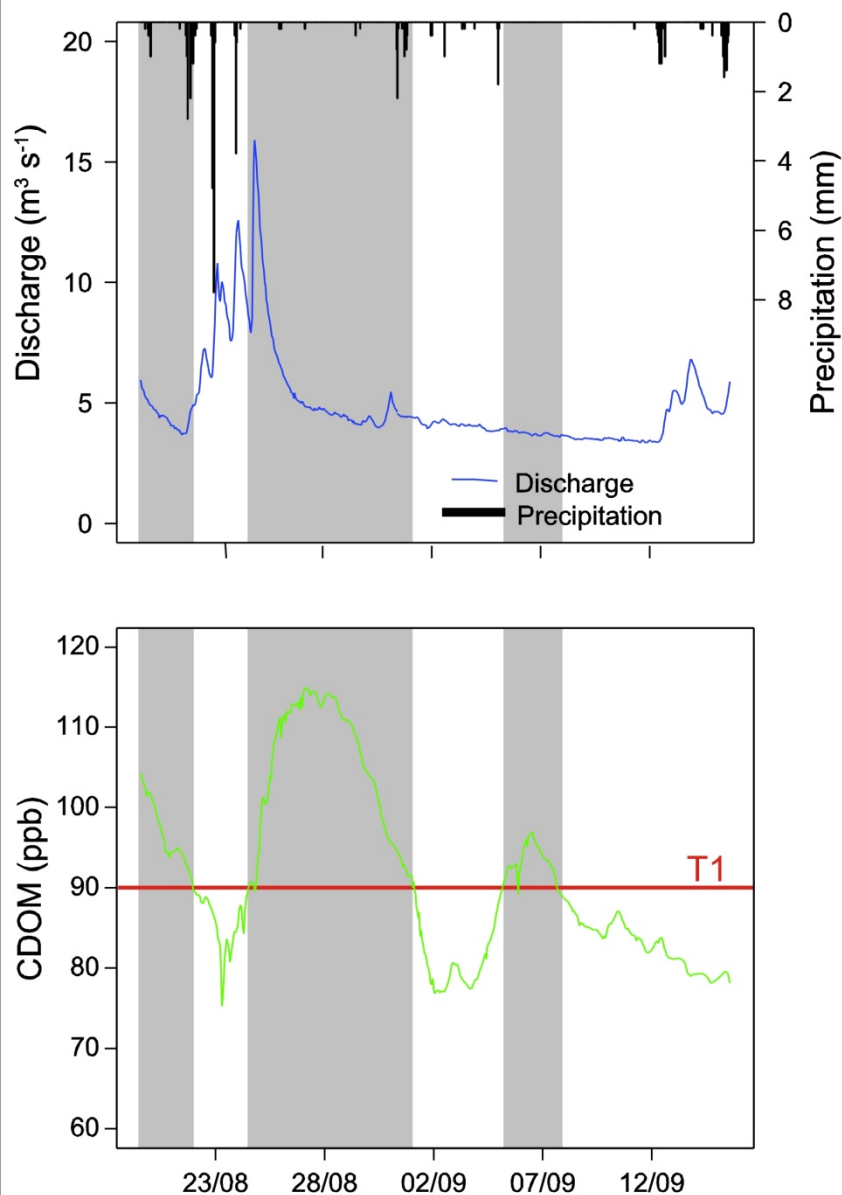 20
15
10
5
0
Discharge (m³ s⁻¹)
0
2
4
6
8
Precipitation (mm)
Discharge
Precipitation
120
110
100
90
80
70
60
CDOM (ppb)
T1
23/08 28/08 02/09 07/09 12/09